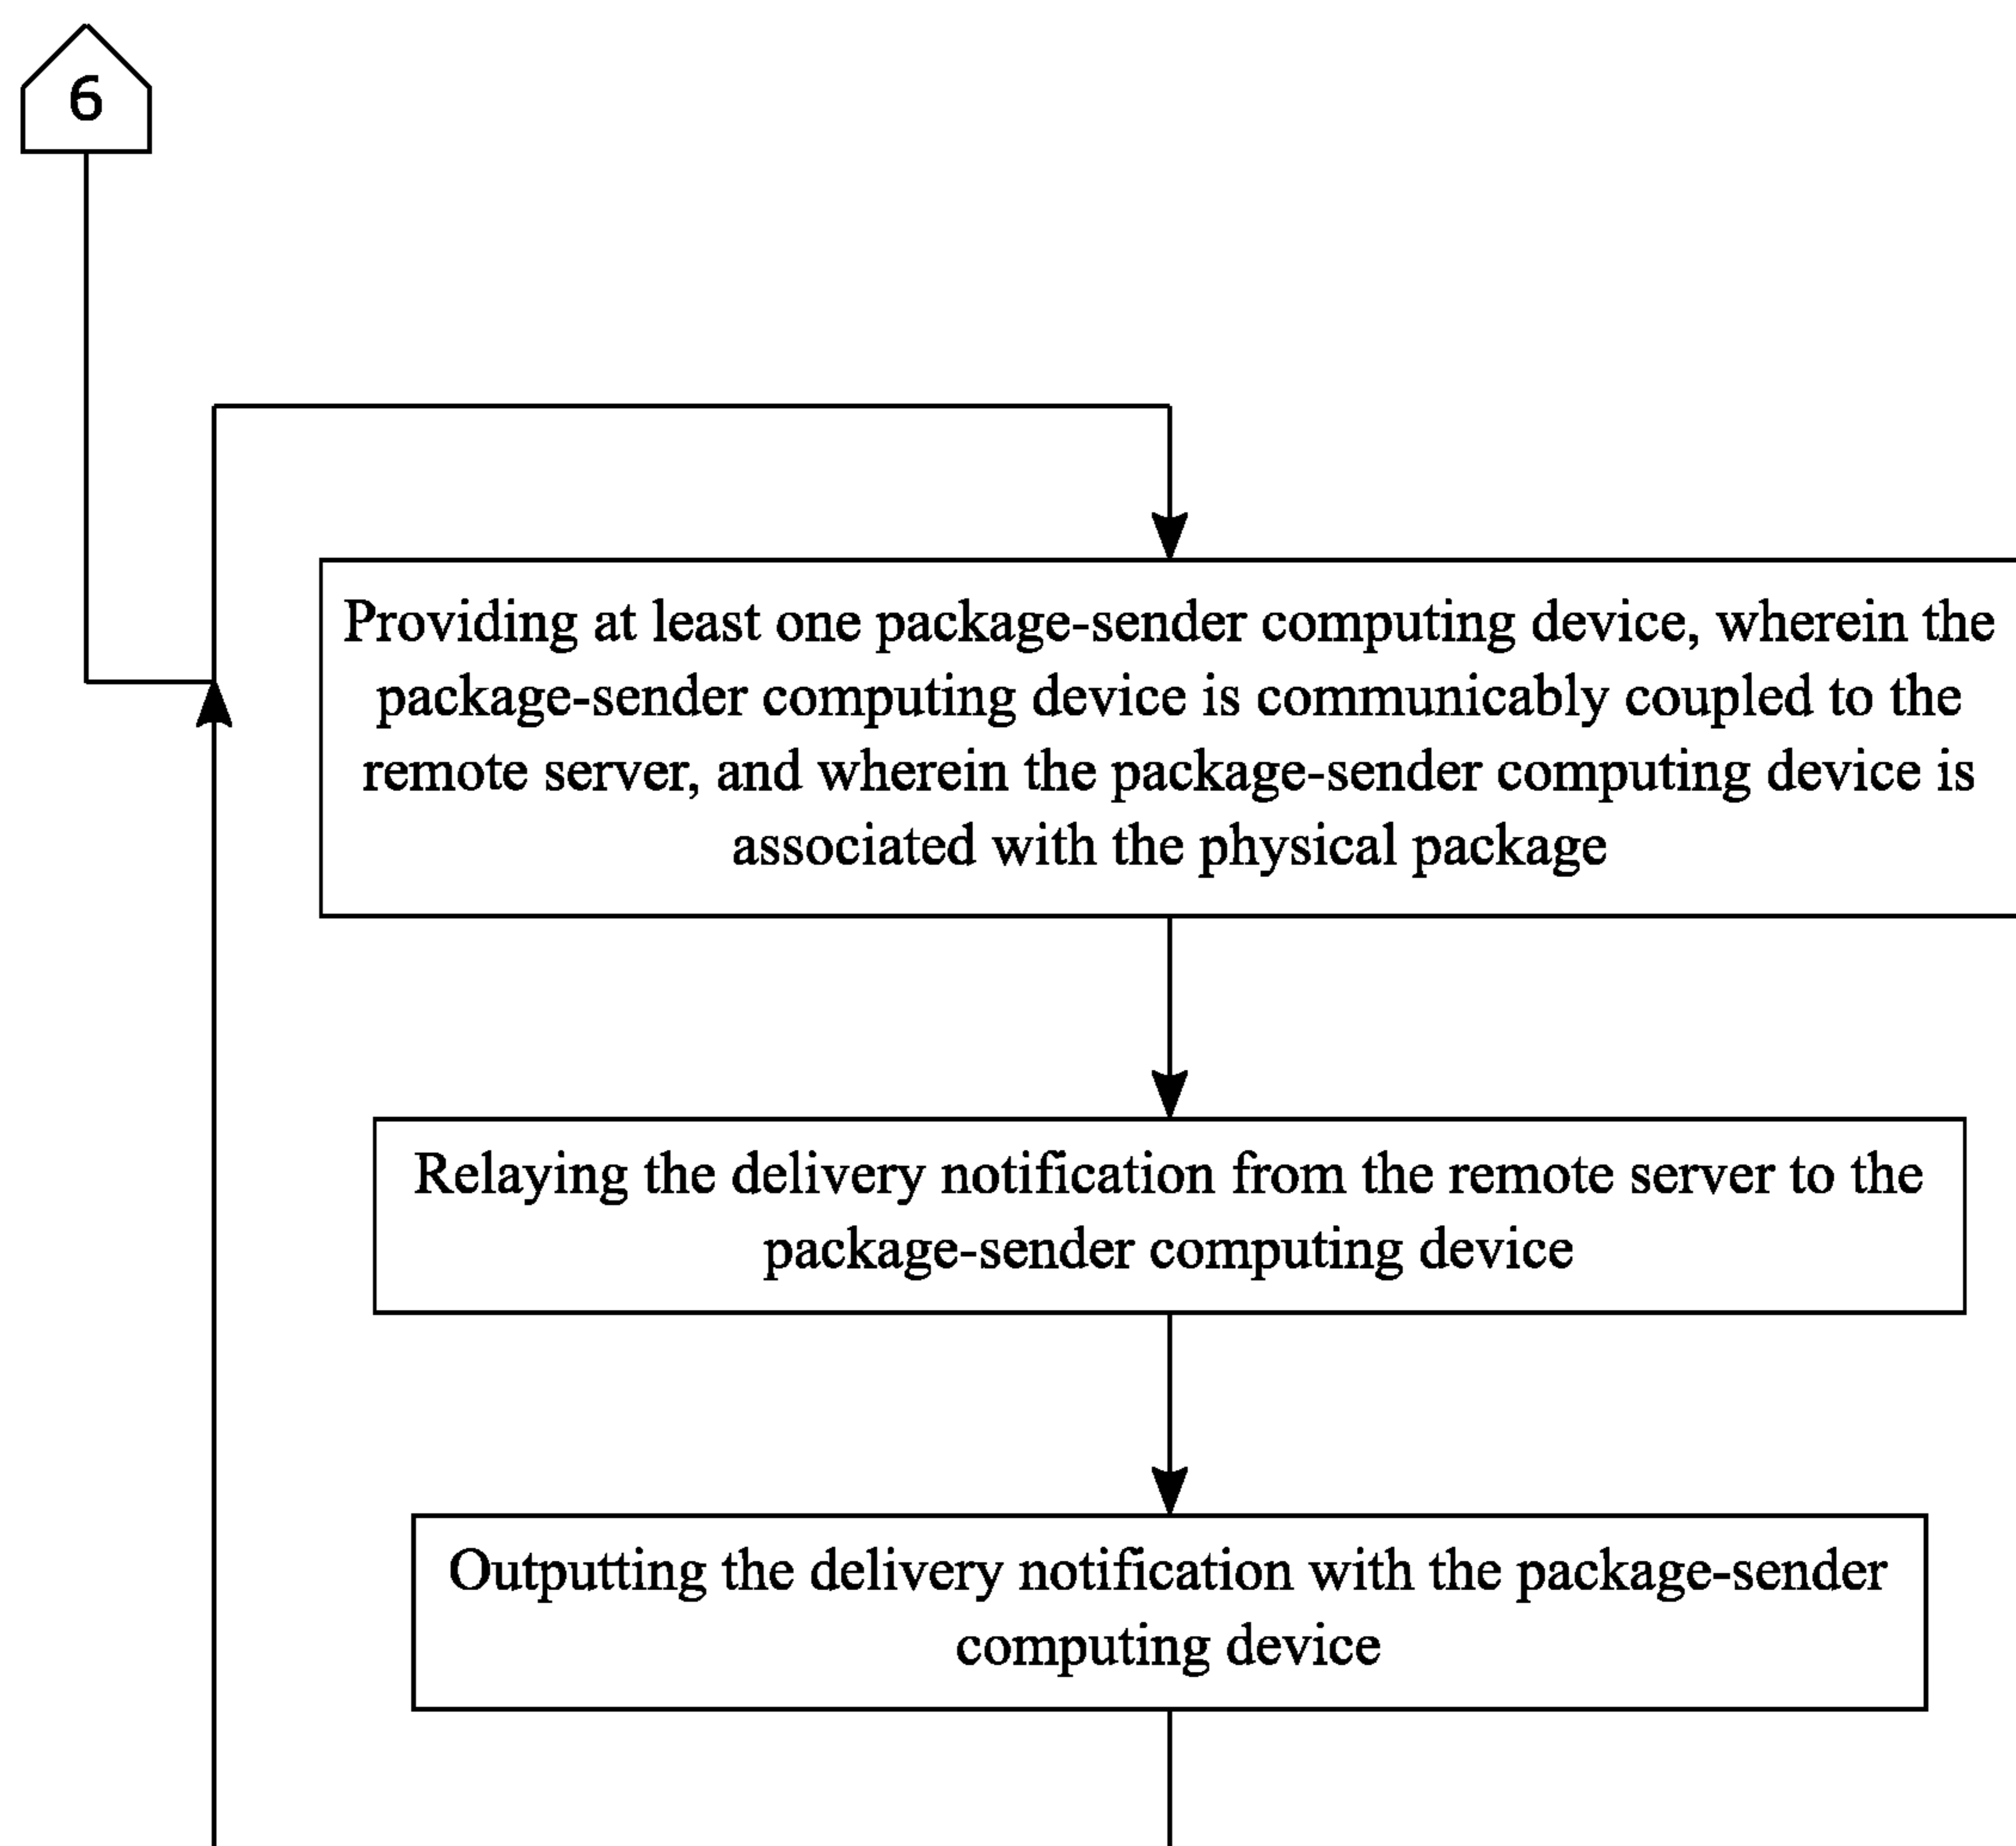 6
Providing at least one package-sender computing device, wherein the
package-sender computing device is communicably coupled to the
remote server, and wherein the package-sender computing device is
associated with the physical package
Relaying the delivery notification from the remote server to the
package-sender computing device
Outputting the delivery notification with the package-sender
computing device